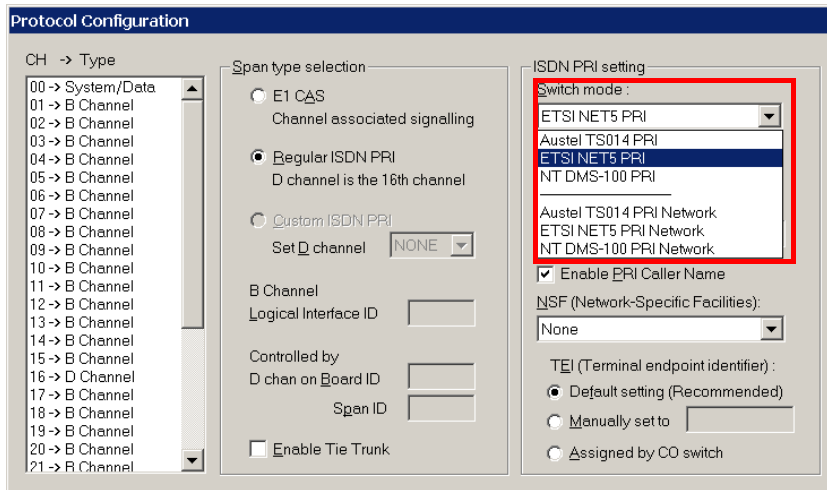 Protocol Configuration
CH -> Type
00 -> System/Data
01 -> B Channel
02 -> B Channel
03 -> B Channel
04 -> B Channel
05 -> B Channel
06 -> B Channel
07 -> B Channel
08 -> B Channel
09 -> B Channel
10 -> B Channel
11 -> B Channel
12 -> B Channel
13 -> B Channel
14 -> B Channel
15 -> B Channel
16 -> D Channel
17 -> B Channel
18 -> B Channel
19 -> B Channel
20 -> B Channel
21 -> B Channel
Span type selection
E1 CAS
Channel associated signalling
Regular ISDN PRI
D channel is the 16th channel
Custom ISDN PRI
Set D channel NONE
B Channel
Logical Interface ID
Controlled by
D chan on Board ID
Span ID
Enable Tie Trunk
ISDN PRI setting
Switch mode :
ETSI NET5 PRI
Austel TS014 PRI
ETSI NET5 PRI
NT DMS-100 PRI
Austel TS014 PRI Network
ETSI NET5 PRI Network
NT DMS-100 PRI Network
Enable PRI Caller Name
NSF (Network-Specific Facilities):
None
TEI (Terminal endpoint identifier) :
Default setting (Recommended)
Manually set to
Assigned by CO switch